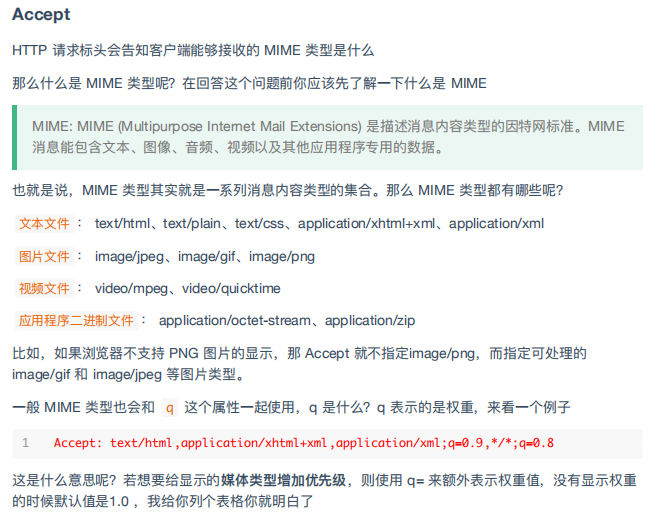 Accept
HTTP 请求标头会告知客户端能够接收的 MIME 类型是什么
那么什么是 MIME 类型呢？在回答这个问题前你应该先了解一下什么是 MIME
MIME: MIME (Multipurpose Internet Mail Extensions) 是描述消息内容类型的因特网标准。MIME
消息能包含文本、图像、音频、视频以及其他应用程序专用的数据。
也就是说，MIME 类型其实就是一系列消息内容类型的集合。那么 MIME 类型都有哪些呢？
文本文件： text/html、text/plain、text/css、application/xhtml+xml、application/xml
图片文件： image/jpeg、image/gif、image/png
视频文件： video/mpeg、video/quicktime
应用程序二进制文件： application/octet-stream、application/zip
比如，如果浏览器不支持 PNG 图片的显示，那 Accept 就不指定image/png，而指定可处理的
image/gif 和 image/jpeg 等图片类型。
一般 MIME 类型也会和 q 这个属性一起使用，q 是什么？q 表示的是权重，来看一个例子
1 Accept: text/html,application/xhtml+xml,application/xml;q=0.9,*/*;q=0.8
这是什么意思呢？若想要给显示的媒体类型增加优先级，则使用 q= 来额外表示权重值，没有显示权重
的时候默认值是1.0 ，我给你列个表格你就明白了